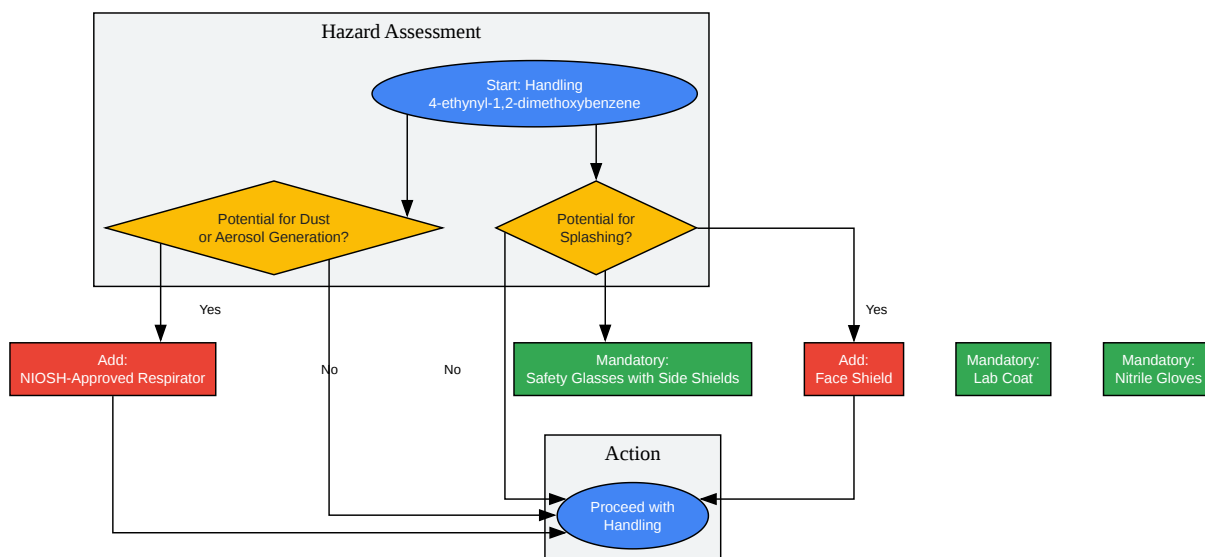 Hazard Assessment
Start: Handling
4-ethynyl-1,2-dimethoxybenzene
Potential for Dust
or Aerosol Generation?
Potential for
Splashing?
Yes
Yes
Add:
NIOSH-Approved Respirator
No
No
Mandatory:
Safety Glasses with Side Shields
Add:
Face Shield
Mandatory:
Lab Coat
Mandatory:
Nitrile Gloves
Action
Proceed with
Handling